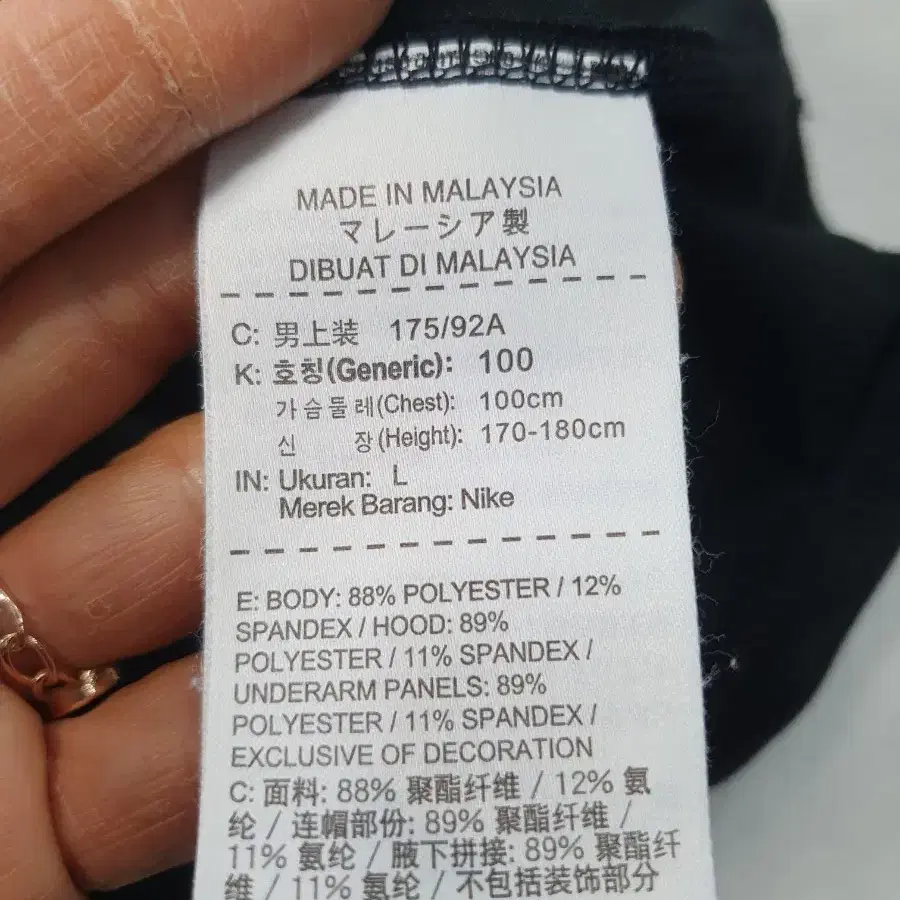 MADE IN MALAYSIA
マレーシア製
DIBUAT DI MALAYSIA
C: 男上装 175/92A
K: 호칭(Generic): 100
가슴둘레(Chest): 100cm
신 장(Height): 170-180cm
IN: Ukuran: L
Merek Barang: Nike
E: BODY: 88% POLYESTER / 12%
SPANDEX / HOOD: 89%
POLYESTER / 11% SPANDEX /
UNDERARM PANELS: 89%
POLYESTER / 11% SPANDEX /
EXCLUSIVE OF DECORATION
C: 面料: 88% 聚酯纤维 / 12% 氨
纶 / 连帽部份: 89% 聚酯纤维 /
11% 氨纶 / 腋下拼接: 89% 聚酯纤
维 / 11% 氨纶 / 不包括装饰部分